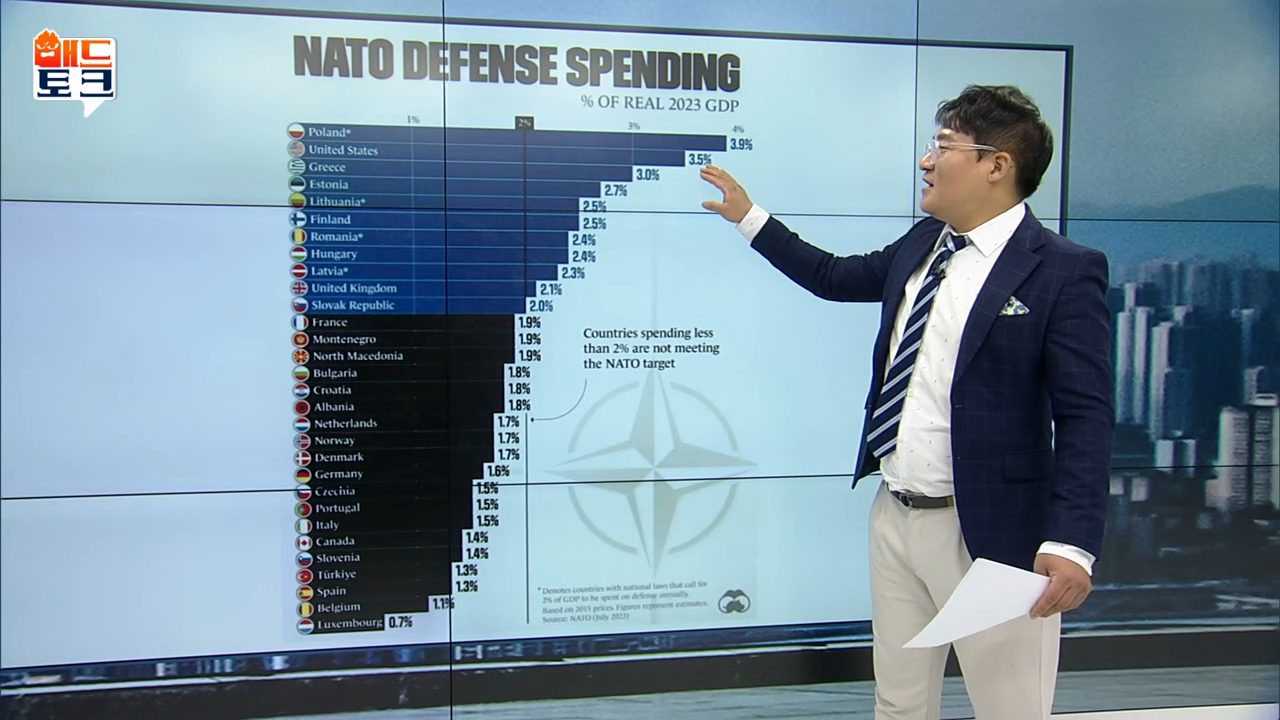 매드
토크
NATO DEFENSE SPENDING
% OF REAL 2023 GDP
1% 2% 3% 4%
Poland* 3.9%
United States 3.5%
Greece 3.0%
Estonia 2.7%
Lithuania* 2.5%
Finland 2.5%
Romania* 2.4%
Hungary 2.4%
Latvia* 2.3%
United Kingdom 2.1%
Slovak Republic 2.0%
France 1.9%
Montenegro 1.9%
North Macedonia 1.9%
Bulgaria 1.8%
Croatia 1.8%
Albania 1.8%
Netherlands 1.7%
Norway 1.7%
Denmark 1.7%
Germany 1.6%
Czechia 1.5%
Portugal 1.5%
Italy 1.5%
Canada 1.4%
Slovenia 1.4%
Türkiye 1.3%
Spain 1.3%
Belgium 1.1%
Luxembourg 0.7%
Countries spending less
than 2% are not meeting
the NATO target
* Denotes countries with national laws that call for
2% of GDP to be spent on defense annually.
Based on 2015 prices. Figures represent estimates.
Source: NATO (July 2023)